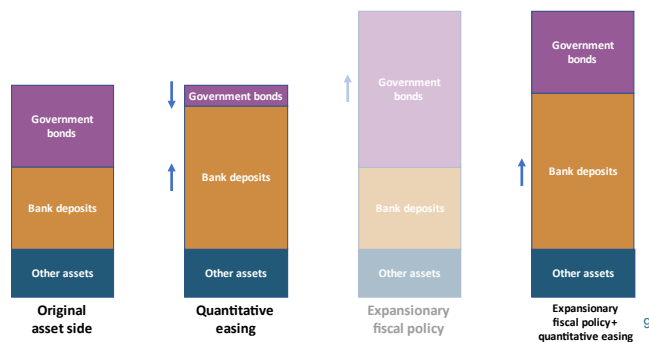 Government
bonds
Bank deposits
Other assets
Original
asset side
Government bonds
Bank deposits
Other assets
Quantitative
easing
Government
bonds
Bank deposits
Other assets
Expansionary
fiscal policy
Government
bonds
Bank deposits
Other assets
Expansionary
fiscal policy+
quantitative easing
9